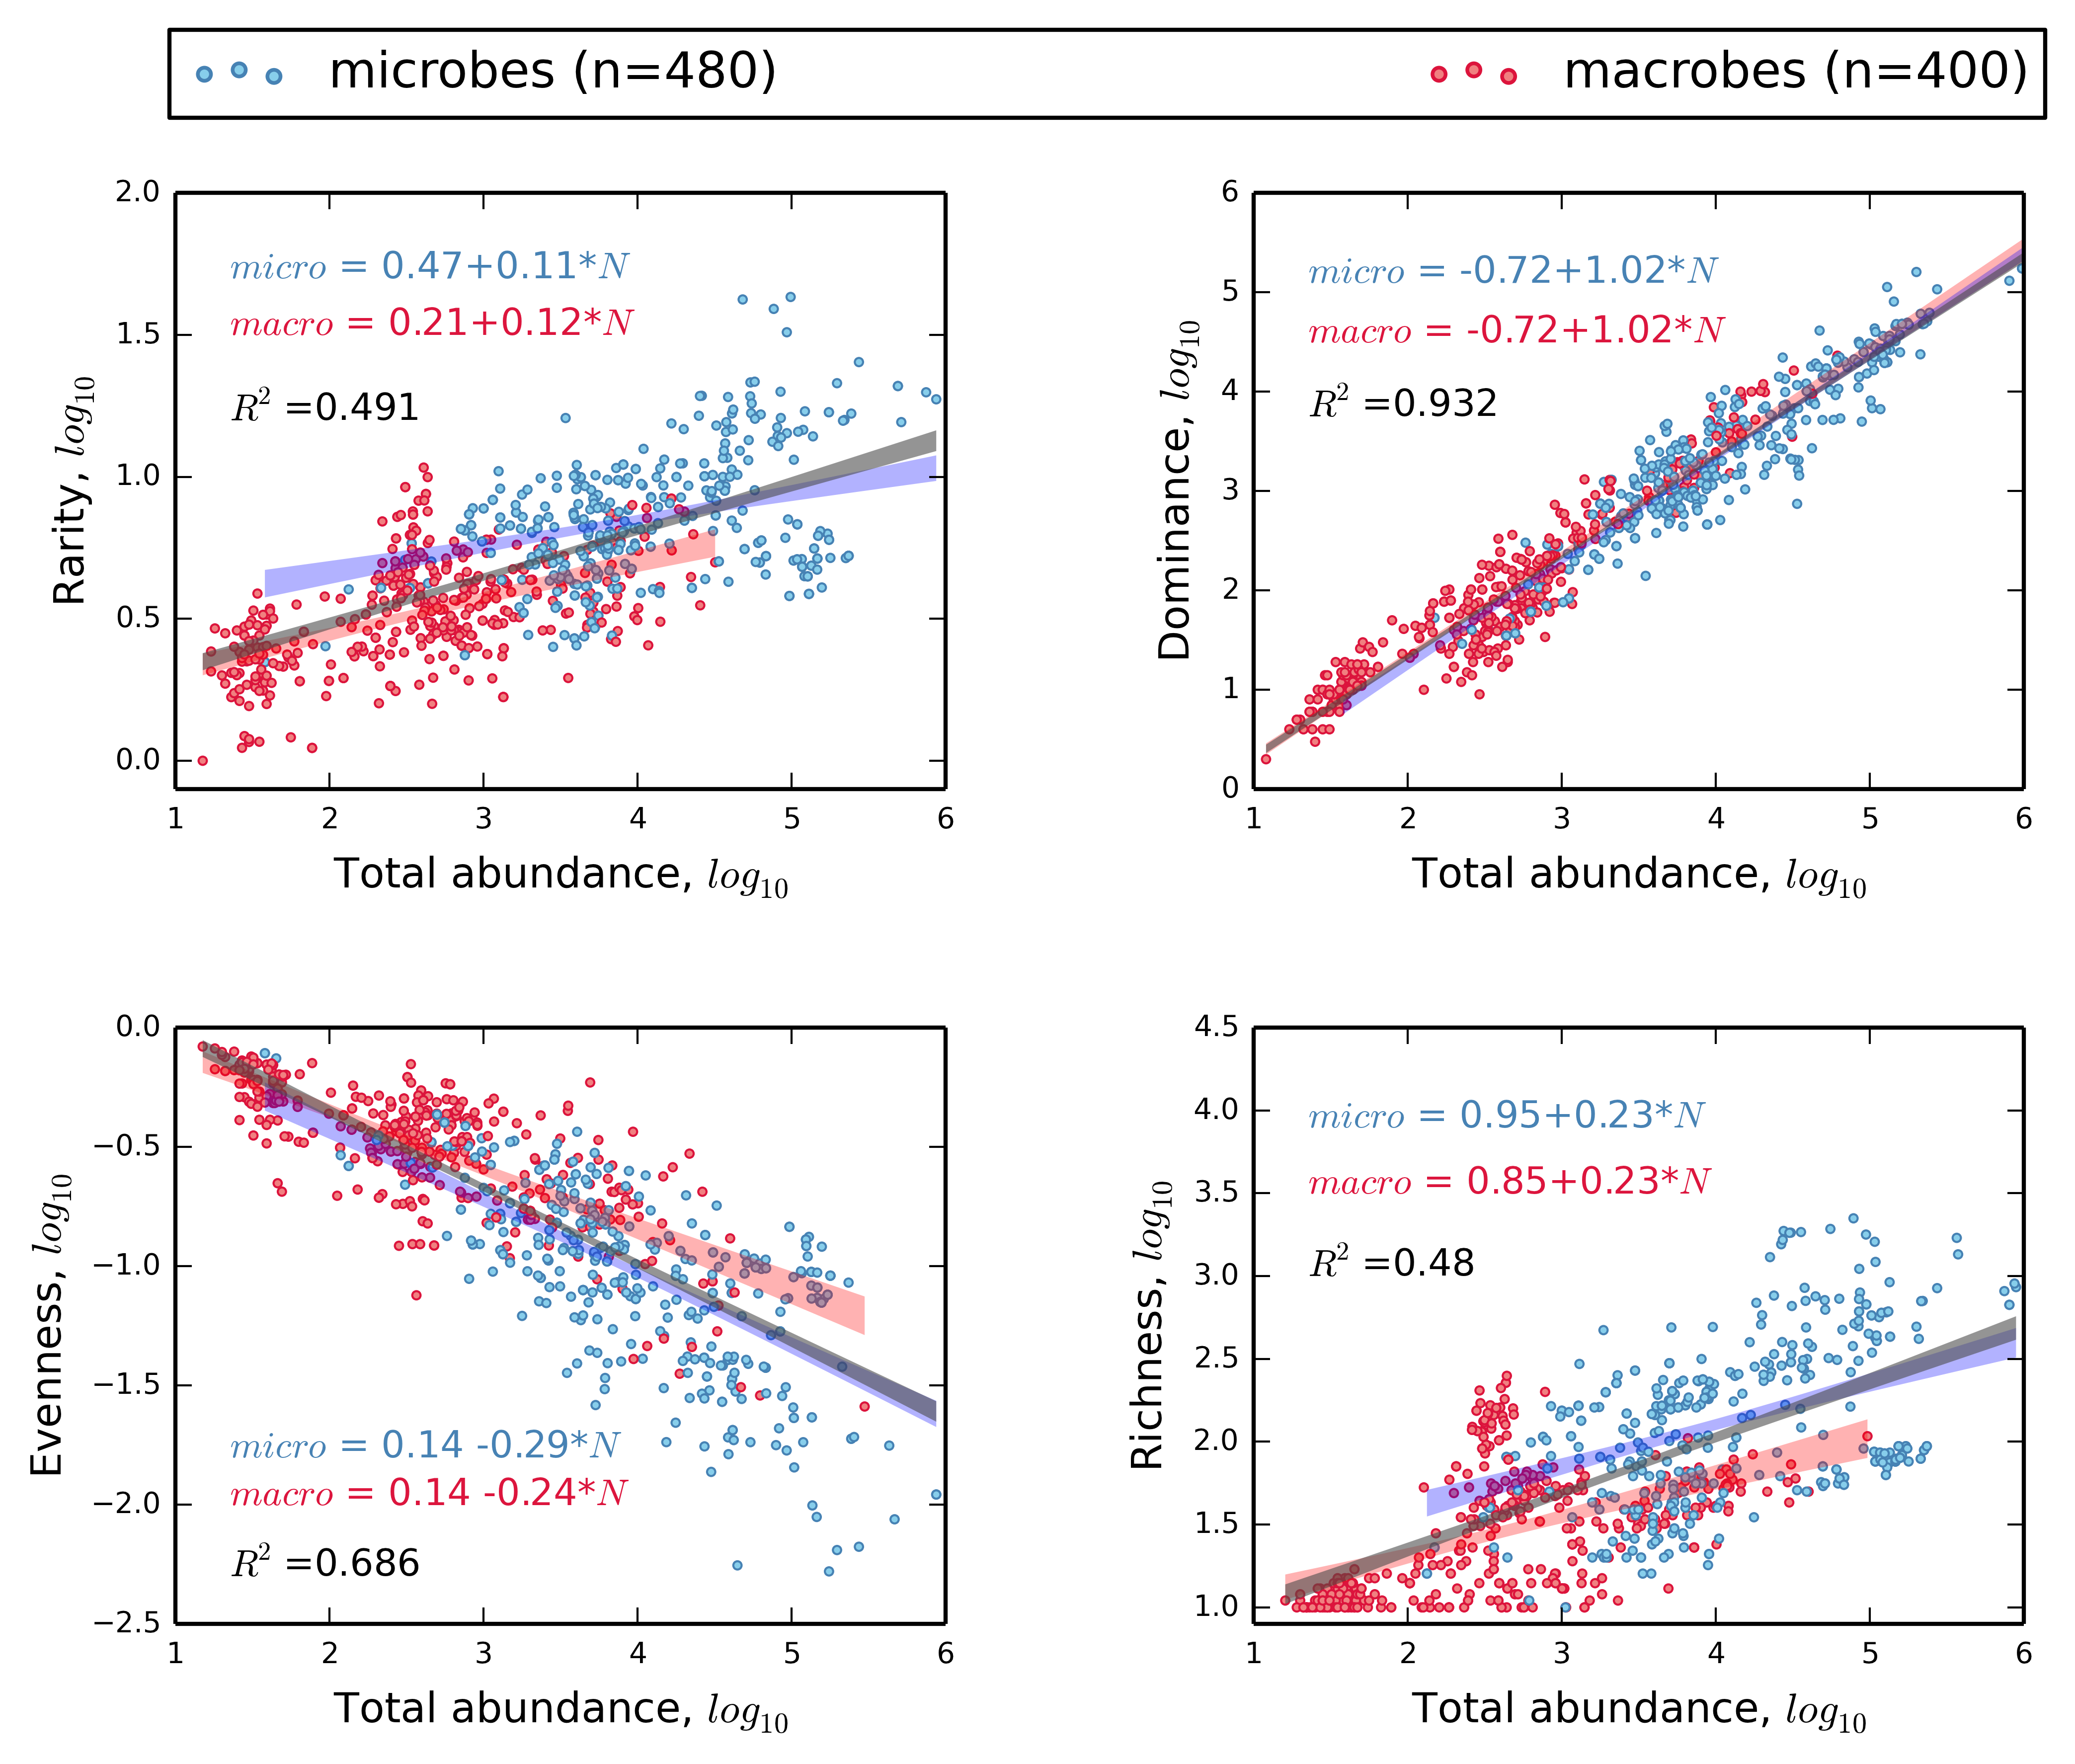 microbes (n=480) macrobes (n=400)
2.0
1.5
1.0
0.5
0.0
Rarity, log10
micro = 0.47+0.11*N
macro = 0.21+0.12*N
R² =0.491
1 2 3 4 5 6
Total abundance, log10
6
5
4
3
2
1
0
Dominance, log10
micro = -0.72+1.02*N
macro = -0.72+1.02*N
R² =0.932
1 2 3 4 5 6
Total abundance, log10
0.0
−0.5
−1.0
−1.5
−2.0
−2.5
Evenness, log10
micro = 0.14 -0.29*N
macro = 0.14 -0.24*N
R² =0.686
1 2 3 4 5 6
Total abundance, log10
4.5
4.0
3.5
3.0
2.5
2.0
1.5
1.0
Richness, log10
micro = 0.95+0.23*N
macro = 0.85+0.23*N
R² =0.48
1 2 3 4 5 6
Total abundance, log10